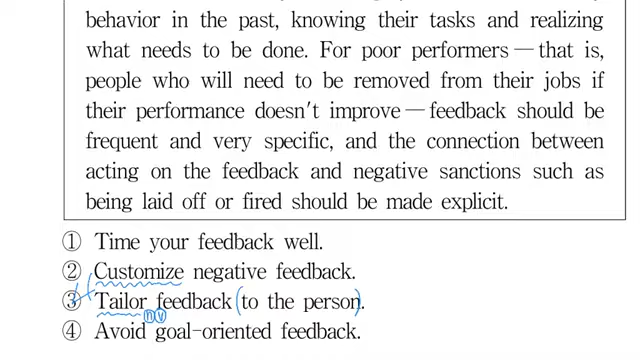 behavior in the past, knowing their tasks and realizing
what needs to be done. For poor performers — that is,
people who will need to be removed from their jobs if
their performance doesn't improve — feedback should be
frequent and very specific, and the connection between
acting on the feedback and negative sanctions such as
being laid off or fired should be made explicit.
① Time your feedback well.
② Customize negative feedback.
③ Tailor feedback (to the person).
ⓝ ⓥ
④ Avoid goal-oriented feedback.